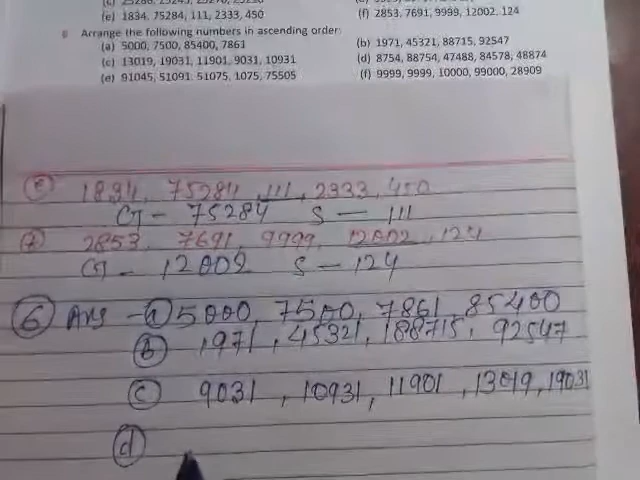 (e) 1834, 75284, 111, 2333, 450 (f) 2853, 7691, 9999, 12002, 124
6 Arrange the following numbers in ascending order:
(a) 5000, 7500, 85400, 7861 (b) 1971, 45321, 88715, 92547
(c) 13019, 19031, 11901, 9031, 10931 (d) 8754, 88754, 47488, 84578, 48874
(e) 91045, 51091, 51075, 1075, 75505 (f) 9999, 9999, 10000, 99000, 28909
(e) 1834, 75284, 111, 2333, 450
G - 75284 S - 111
(f) 2853, 7691, 9999, 12002, 124
G - 12002 S - 124
6 Ans - (a) 5000, 7500, 7861, 85400
(b) 1971, 45321, 188715, 92547
(c) 9031, 10931, 11901, 13019, 19031
(d)